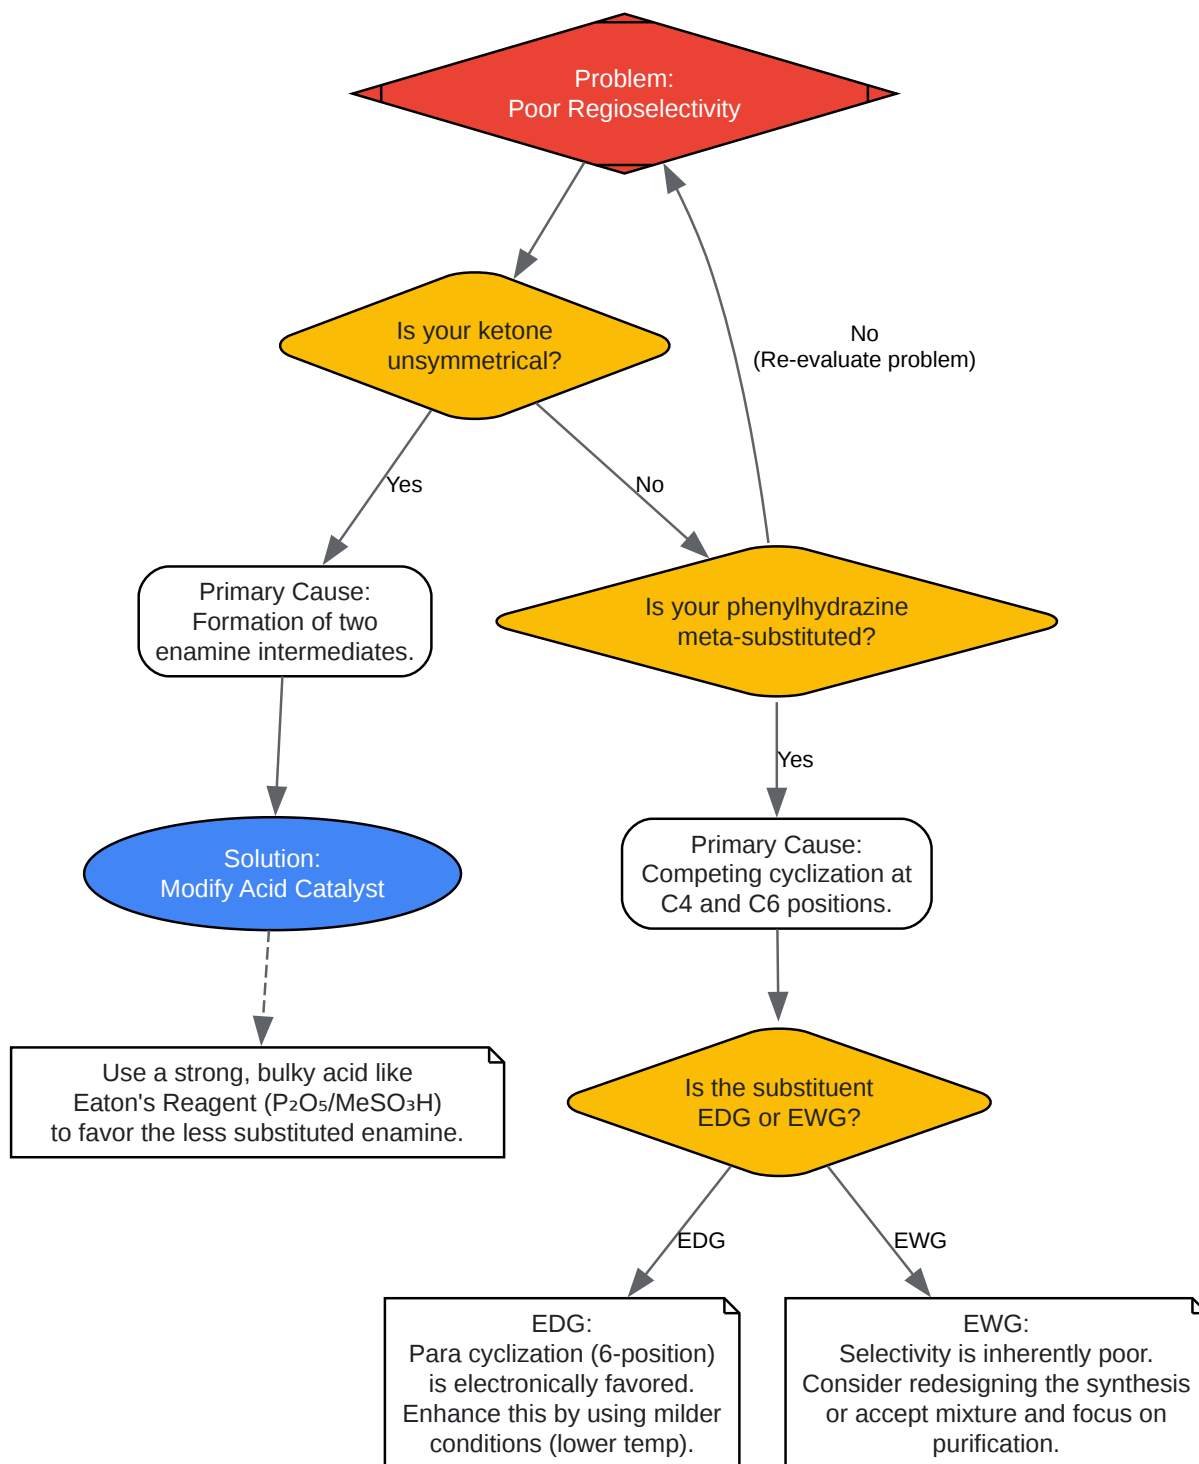 Problem:
Poor Regioselectivity
Is your ketone
unsymmetrical?
No
(Re-evaluate problem)
Yes
No
Primary Cause:
Formation of two
enamine intermediates.
Is your phenylhydrazine
meta-substituted?
Yes
Solution:
Modify Acid Catalyst
Primary Cause:
Competing cyclization at
C4 and C6 positions.
Use a strong, bulky acid like
Eaton's Reagent (P₂O₅/MeSO₃H)
to favor the less substituted enamine.
Is the substituent
EDG or EWG?
EDG
EWG
EDG:
Para cyclization (6-position)
is electronically favored.
Enhance this by using milder
conditions (lower temp).
EWG:
Selectivity is inherently poor.
Consider redesigning the synthesis
or accept mixture and focus on
purification.